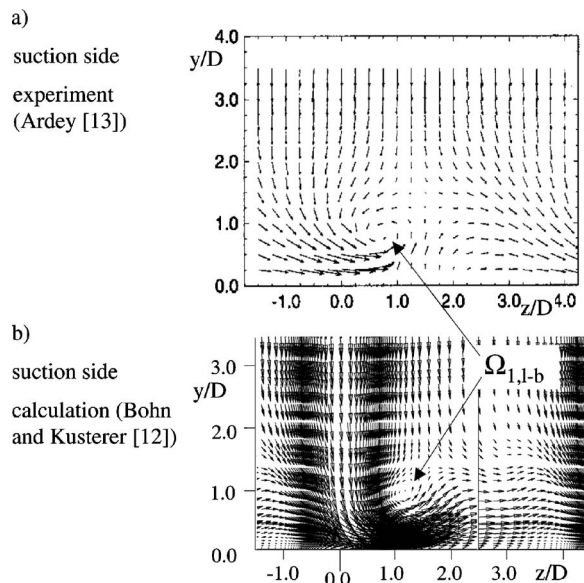 a)
suction side
experiment
(Ardey [13])
y/D
4.0
3.0
2.0
1.0
0.0
-1.0 0.0 1.0 2.0 3.0 4.0
z/D
b)
suction side
calculation (Bohn
and Kusterer [12])
y/D
3.0
2.0
1.0
0.0
Ω1,l-b
-1.0 0.0 1.0 2.0 3.0 4.0
z/D